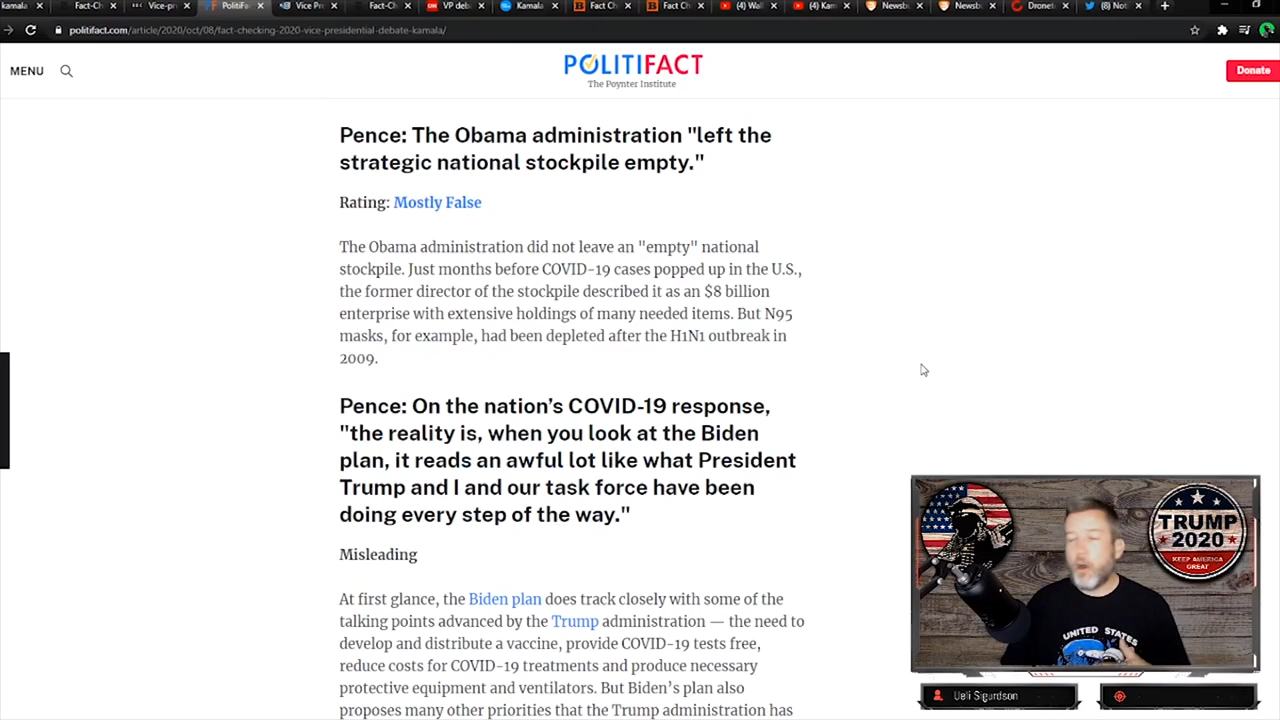 kamala
Fact-Ch
Vice-pr
PolitiFa
Vice Pr
Fact-Ch
VP deb
Kamala
Fact Ch
Fact Ch
(4) Wal
(4) Kam
Newsbu
Newsbu
Dronet
(8) Not
politifact.com/article/2020/oct/08/fact-checking-2020-vice-presidential-debate-kamala/
MENU
POLITIFACT
The Poynter Institute
Donate
Pence: The Obama administration "left the
strategic national stockpile empty."
Rating: Mostly False
The Obama administration did not leave an "empty" national
stockpile. Just months before COVID-19 cases popped up in the U.S.,
the former director of the stockpile described it as an $8 billion
enterprise with extensive holdings of many needed items. But N95
masks, for example, had been depleted after the H1N1 outbreak in
2009.
Pence: On the nation’s COVID-19 response,
"the reality is, when you look at the Biden
plan, it reads an awful lot like what President
Trump and I and our task force have been
doing every step of the way."
Misleading
At first glance, the Biden plan does track closely with some of the
talking points advanced by the Trump administration — the need to
develop and distribute a vaccine, provide COVID-19 tests free,
reduce costs for COVID-19 treatments and produce necessary
protective equipment and ventilators. But Biden’s plan also
proposes many other priorities that the Trump administration has
TRUMP
2020
KEEP AMERICA
GREAT
UNITED STATES
Ueli Sigurdson